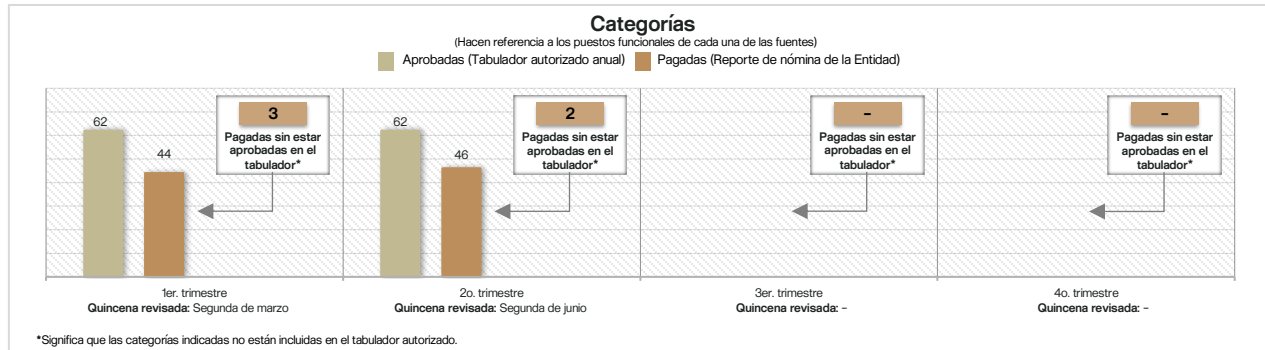 Categorías
(Hacen referencia a los puestos funcionales de cada una de las fuentes)
Aprobadas (Tabulador autorizado anual)
Pagadas (Reporte de nómina de la Entidad)
62
44
3
Pagadas sin estar
aprobadas en el
tabulador*
62
46
2
Pagadas sin estar
aprobadas en el
tabulador*
–
Pagadas sin estar
aprobadas en el
tabulador*
–
Pagadas sin estar
aprobadas en el
tabulador*
1er. trimestre
Quincena revisada: Segunda de marzo
2o. trimestre
Quincena revisada: Segunda de junio
3er. trimestre
Quincena revisada: –
4o. trimestre
Quincena revisada: –
*Significa que las categorías indicadas no están incluidas en el tabulador autorizado.